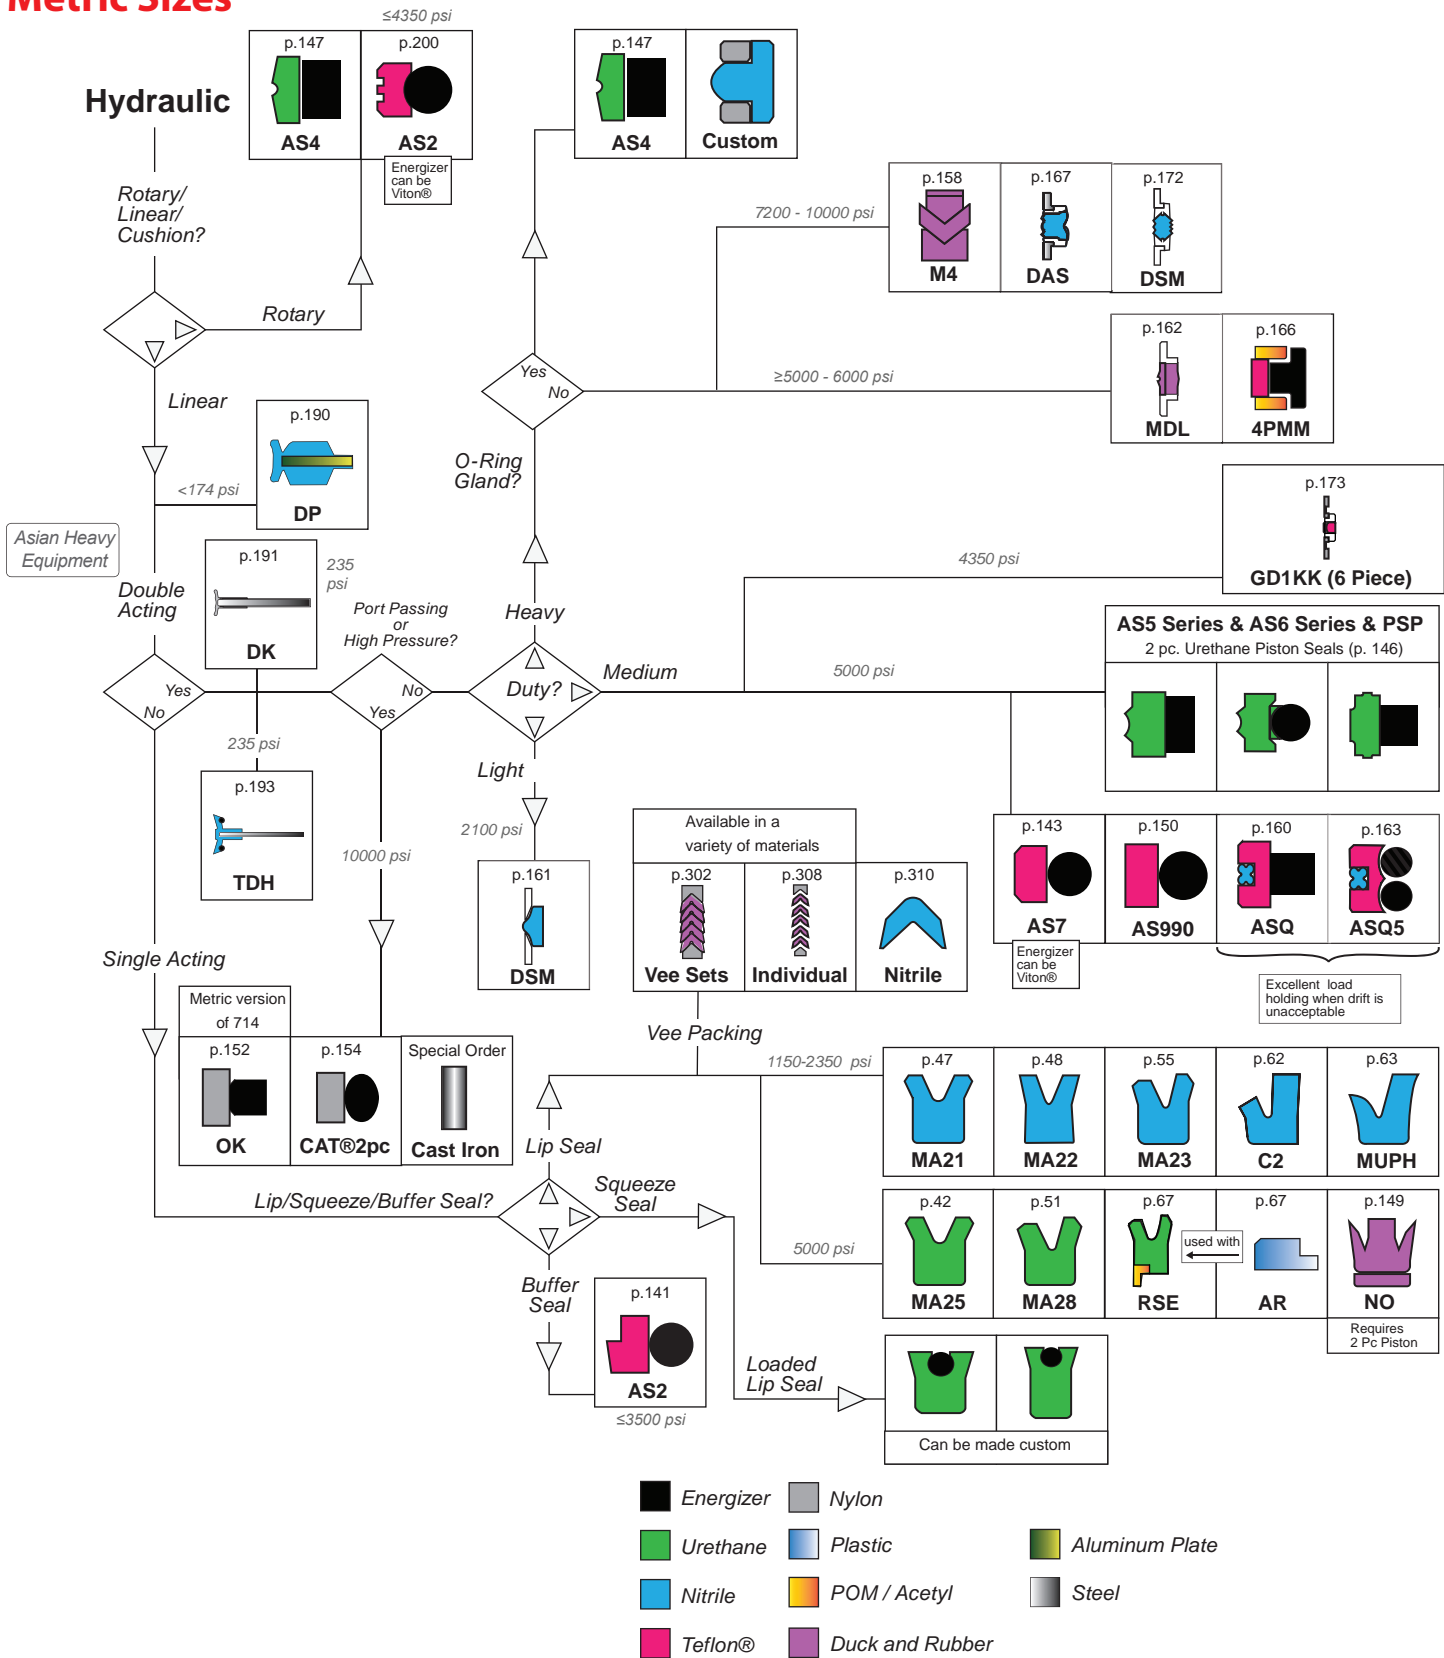 Metric Sizes
≤4350 psi
p.147
p.200
AS4
AS2
Energizer
can be
Viton®
p.147
AS4
Custom
Hydraulic
Rotary/
Linear/
Cushion?
Rotary
Linear
p.158
p.167
p.172
7200 - 10000 psi
M4
DAS
DSM
p.162
p.166
Yes
No
≥5000 - 6000 psi
MDL
4PMM
p.190
<174 psi
DP
O-Ring
Gland?
Asian Heavy
Equipment
p.191
235
psi
DK
Double
Acting
p.173
4350 psi
GD1KK (6 Piece)
Port Passing
or
High Pressure?
Heavy
AS5 Series & AS6 Series & PSP
2 pc. Urethane Piston Seals (p. 146)
Yes
No
No
Yes
Duty?
Medium
5000 psi
235 psi
p.193
TDH
Light
2100 psi
10000 psi
p.161
DSM
Available in a
variety of materials
p.302
p.308
p.310
Vee Sets
Individual
Nitrile
p.143
p.150
p.160
p.163
AS7
AS990
ASQ
ASQ5
Energizer
can be
Viton®
Excellent load
holding when drift is
unacceptable
Single Acting
Metric version
of 714
p.152
p.154
Special Order
OK
CAT®2pc
Cast Iron
Vee Packing
1150-2350 psi
p.47
p.48
p.55
p.62
p.63
MA21
MA22
MA23
C2
MUPH
Lip Seal
Lip/Squeeze/Buffer Seal?
Squeeze
Seal
5000 psi
p.42
p.51
p.67
used with
p.67
p.149
MA25
MA28
RSE
AR
NO
Requires
2 Pc Piston
Buffer
Seal
p.141
AS2
≤3500 psi
Loaded
Lip Seal
Can be made custom
Energizer
Nylon
Urethane
Plastic
Aluminum Plate
Nitrile
POM / Acetyl
Steel
Teflon®
Duck and Rubber